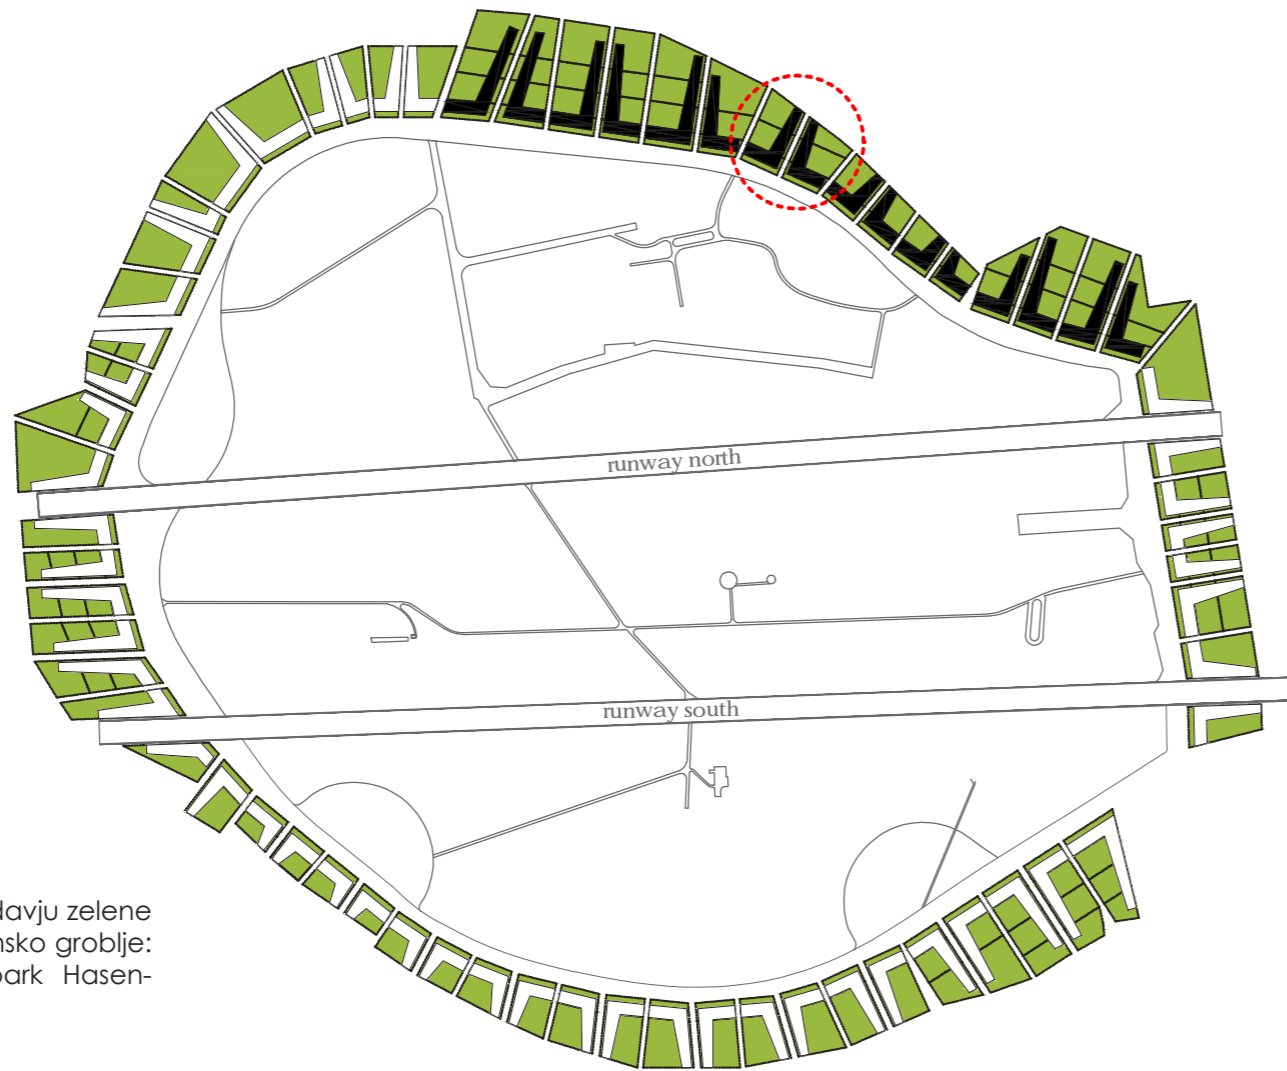 runway north
runway south
davju zelene
nsko groblje:
park Hasen-